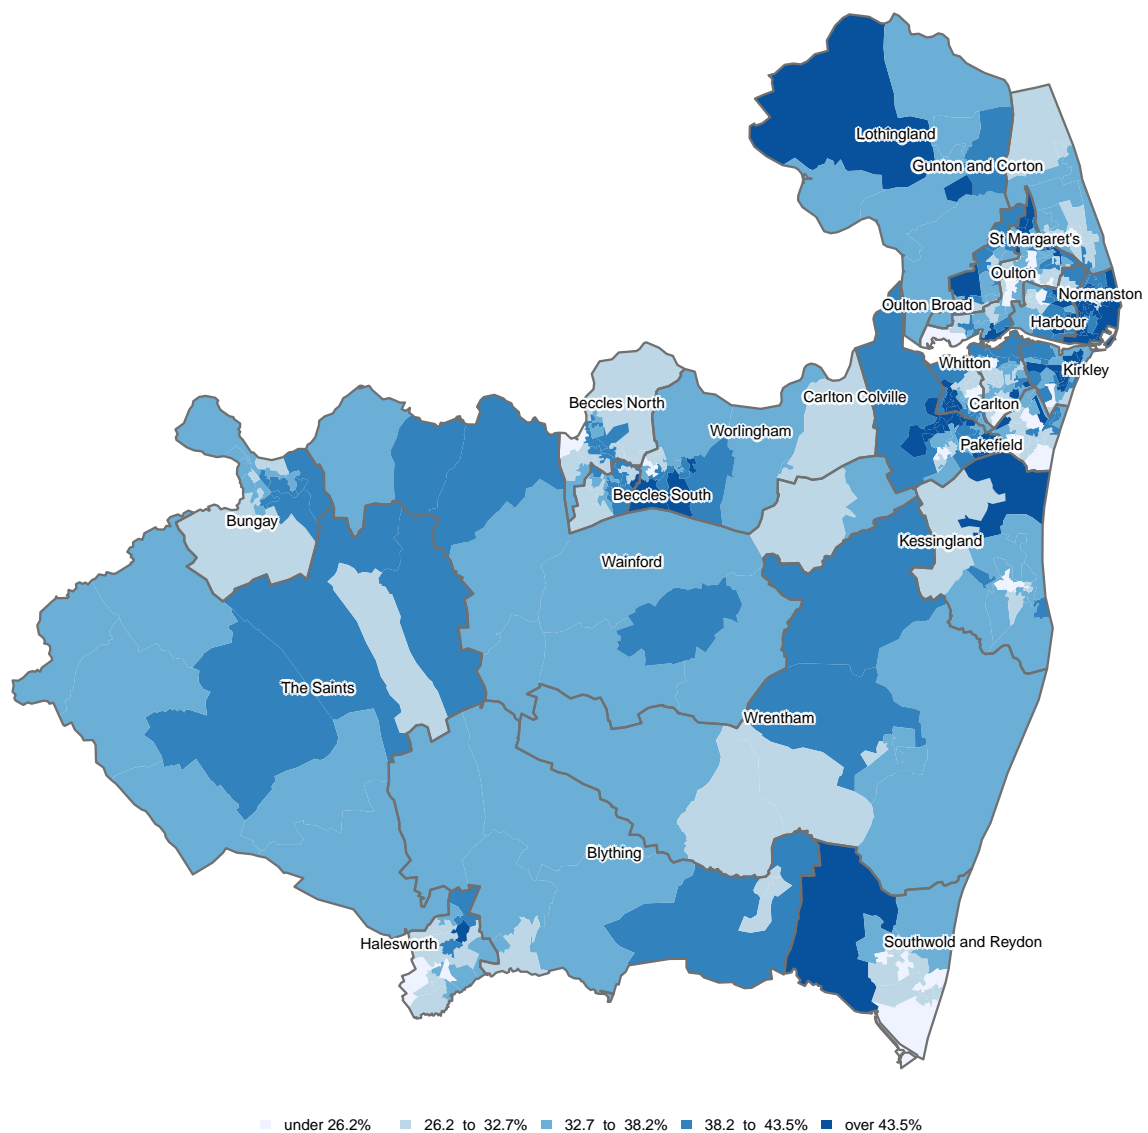 Lothingland
Gunton and Corton
St Margaret's
Oulton
Normanston
Oulton Broad
Harbour
Whitton
Kirkley
Carlton Colville
Carlton
Beccles North
Worlingham
Pakefield
Beccles South
Bungay
Kessingland
Wainford
The Saints
Wrentham
Blything
Halesworth
Southwold and Reydon
under 26.2% 26.2 to 32.7% 32.7 to 38.2% 38.2 to 43.5% over 43.5%